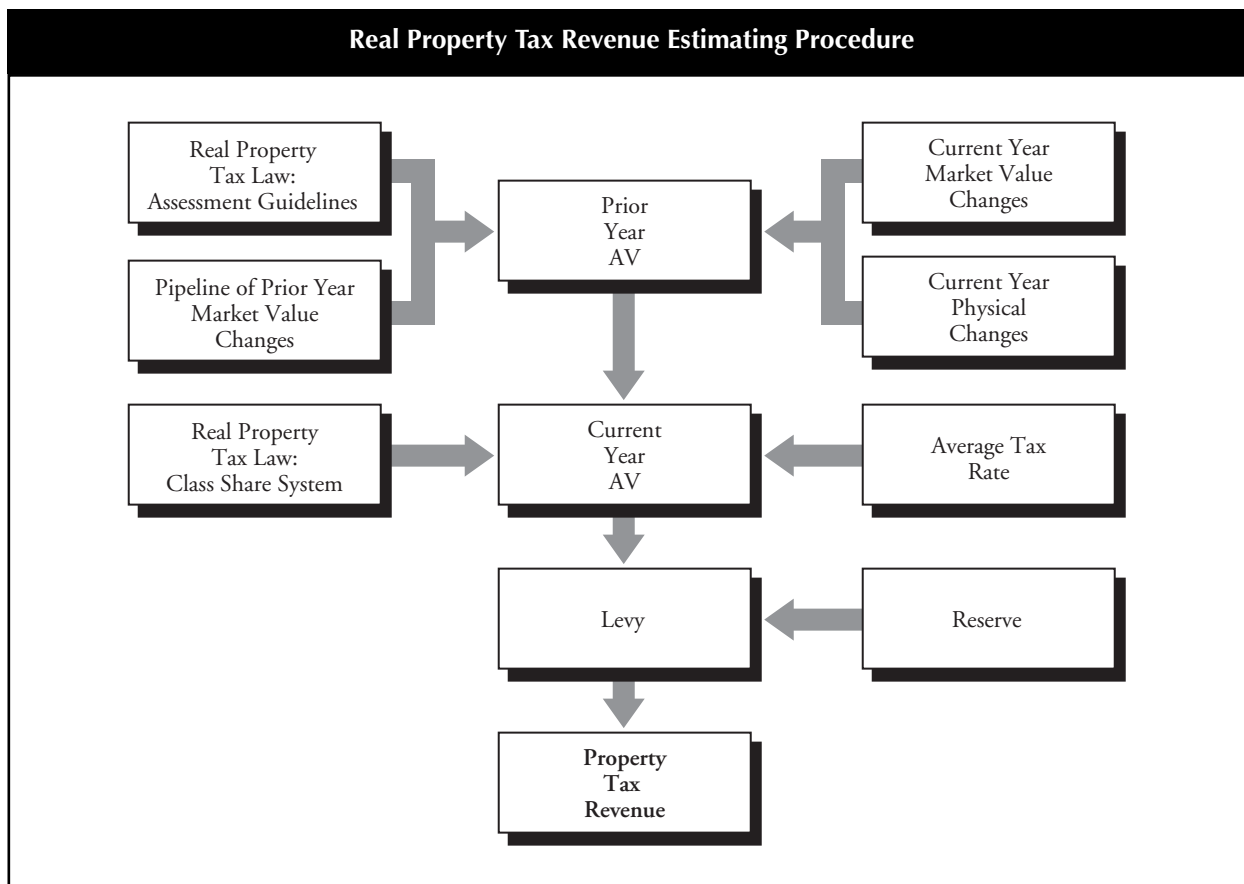 Real Property Tax Revenue Estimating Procedure
Real Property
Tax Law:
Assessment Guidelines
Pipeline of Prior Year
Market Value
Changes
Prior
Year
AV
Current Year
Market Value
Changes
Current Year
Physical
Changes
Real Property
Tax Law:
Class Share System
Current
Year
AV
Average Tax
Rate
Levy
Reserve
Property
Tax
Revenue